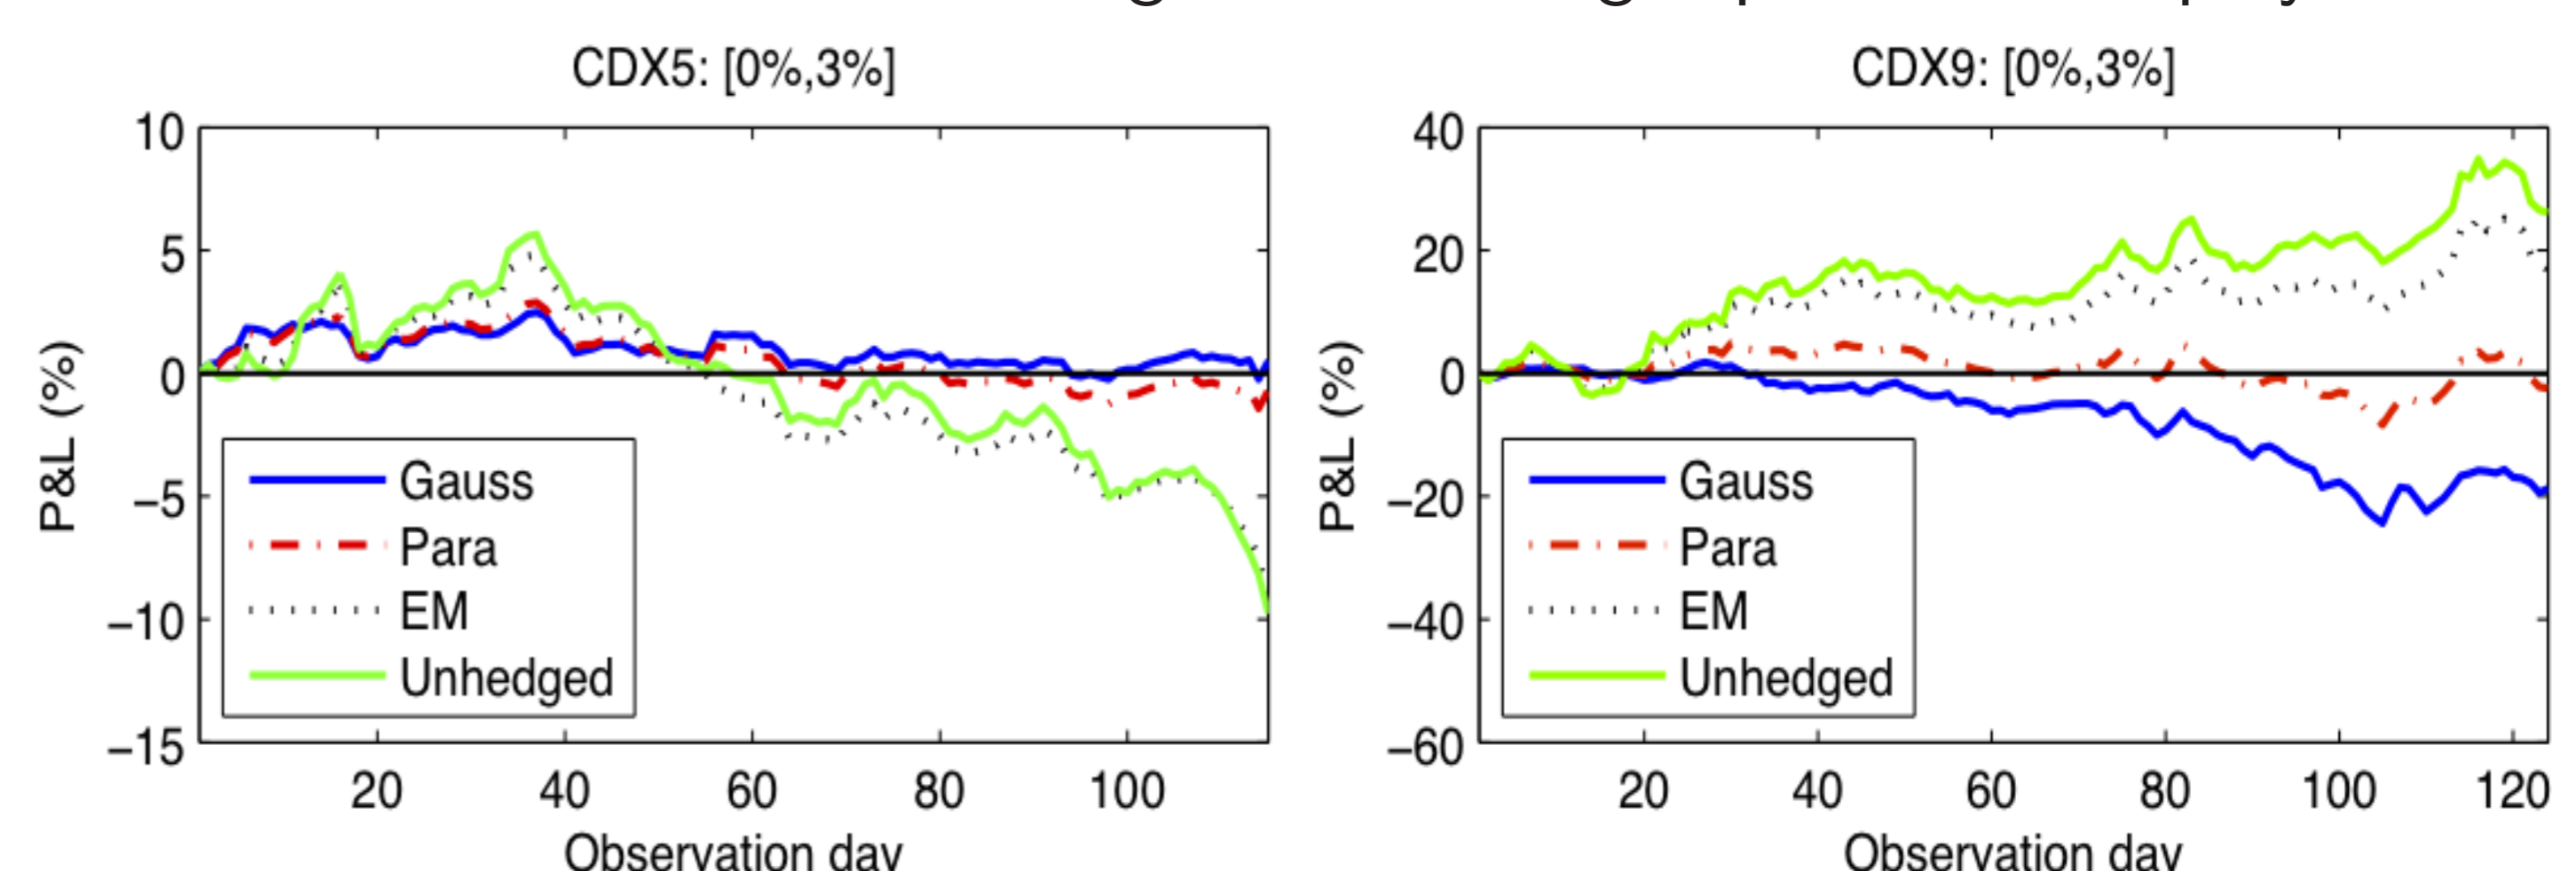 CDX5: [0%,3%]
10
5
0
−5
−10
−15
P&L (%)
Gauss
Para
EM
Unhedged
20 40 60 80 100
Observation day
CDX9: [0%,3%]
40
20
0
−20
−40
−60
P&L (%)
Gauss
Para
EM
Unhedged
20 40 60 80 100 120
Observation day